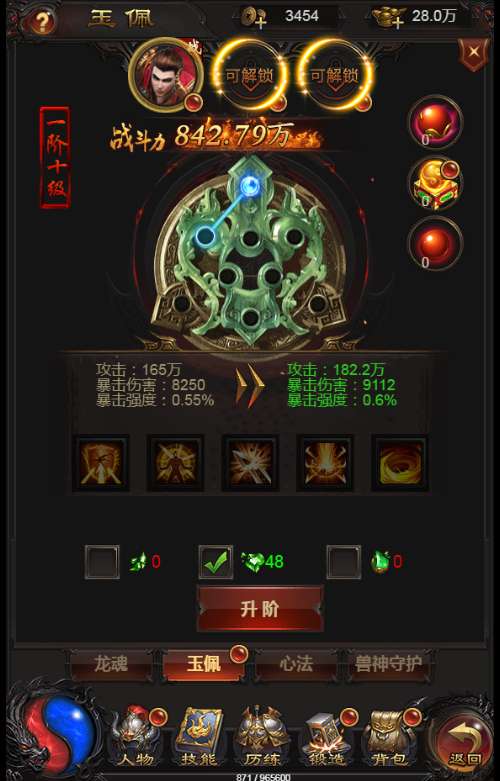 ?
玉佩
3454
28.0万
战
可解锁
可解锁
一阶十级
战斗力 842.79万
0
0
0
攻击：165万
暴击伤害：8250
暴击强度：0.55%
攻击：182.2万
暴击伤害：9112
暴击强度：0.6%
0
48
0
升阶
龙魂
玉佩
心法
兽神守护
人物
技能
历练
锻造
背包
返回
871 / 965600